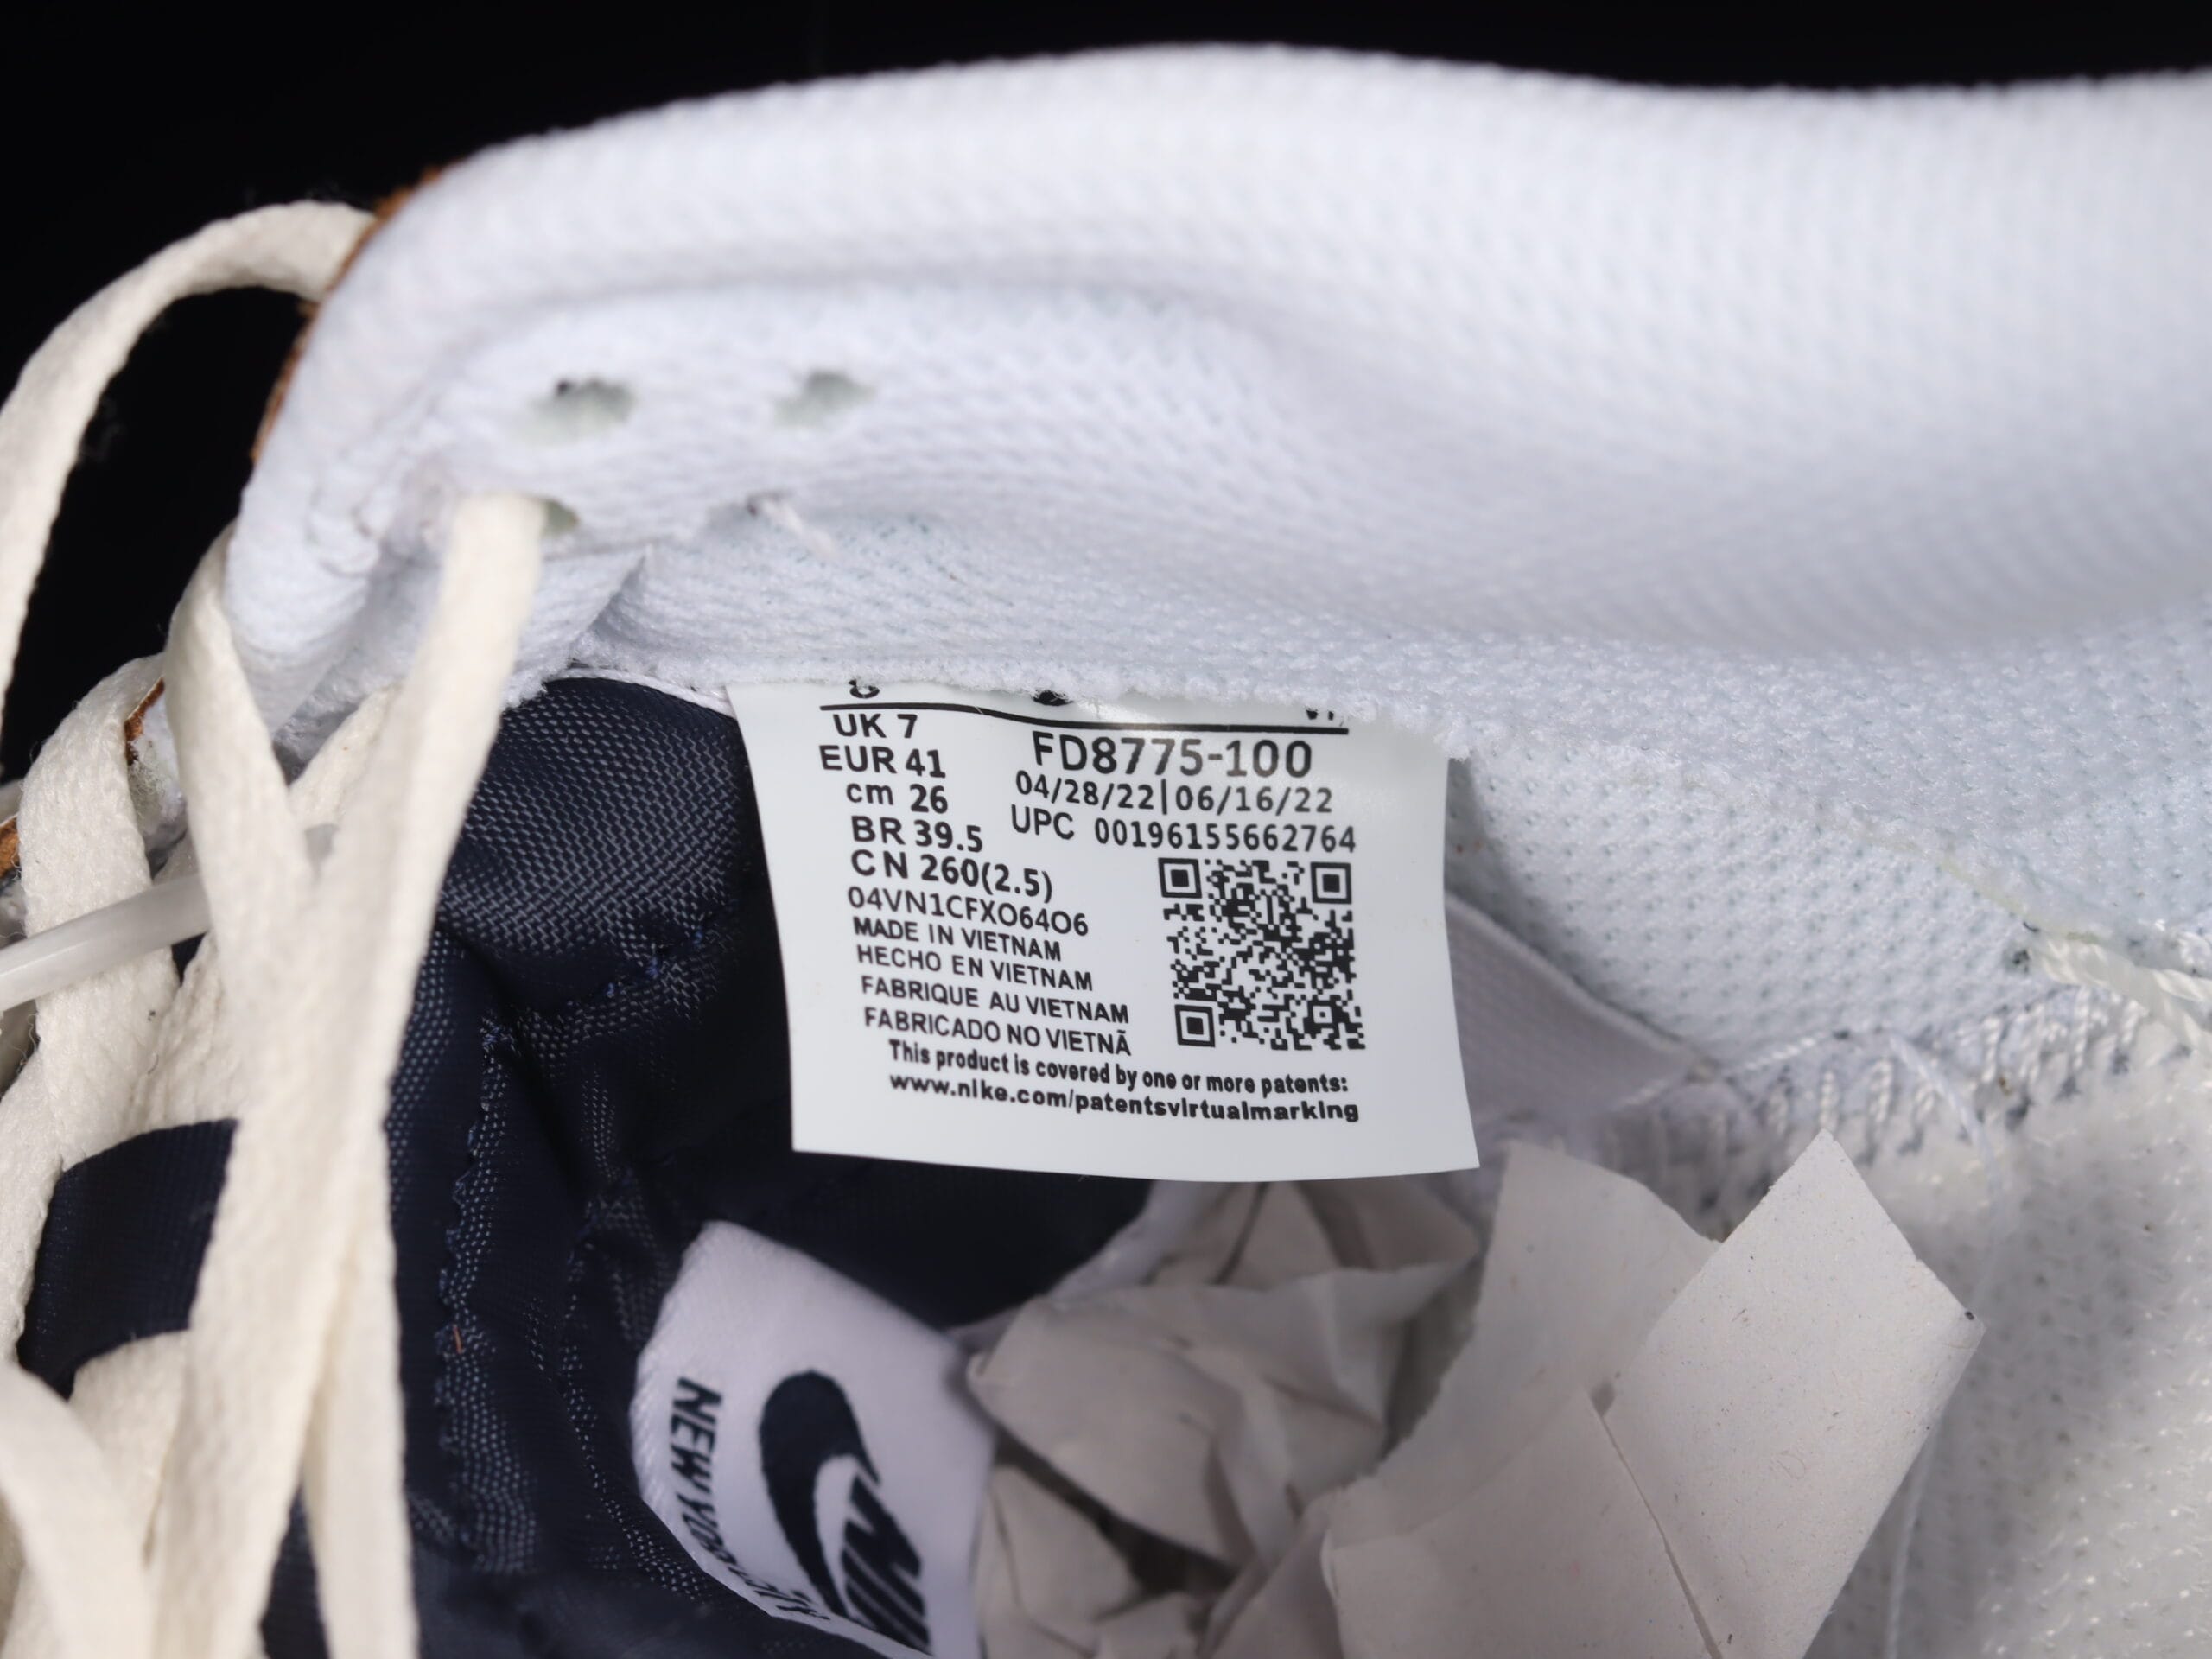 UK 7
EUR 41
cm 26
BR 39.5
CN 260(2.5)
FD8775-100
04/28/22|06/16/22
UPC 00196155662764
04VN1CFX064O6
MADE IN VIETNAM
HECHO EN VIETNAM
FABRIQUE AU VIETNAM
FABRICADO NO VIETNÃ
This product is covered by one or more patents:
www.nike.com/patentsvirtualmarking
NEW